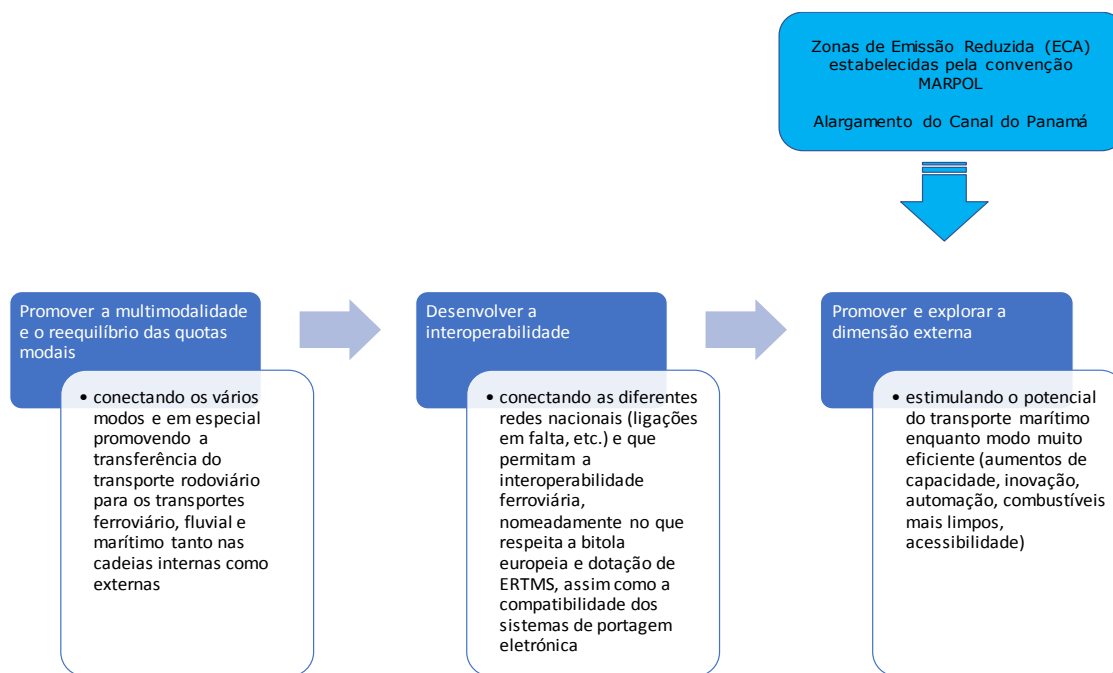 Zonas de Emissão Reduzida (ECA)
estabelecidas pela convenção
MARPOL
Alargamento do Canal do Panamá
Promover a multimodalidade
e o reequilíbrio das quotas
modais
• conectando os vários
modos e em especial
promovendo a
transferência do
transporte rodoviário
para os transportes
ferroviário, fluvial e
marítimo tanto nas
cadeias internas como
externas
Desenvolver a
interoperabilidade
• conectando as diferentes
redes nacionais (ligações
em falta, etc.) e que
permitam a
interoperabilidade
ferroviária,
nomeadamente no que
respeita a bitola
europeia e dotação de
ERTMS, assim como a
compatibilidade dos
sistemas de portagem
eletrónica
Promover e explorar a
dimensão externa
• estimulando o potencial
do transporte marítimo
enquanto modo muito
eficiente (aumentos de
capacidade, inovação,
automação, combustíveis
mais limpos,
acessibilidade)